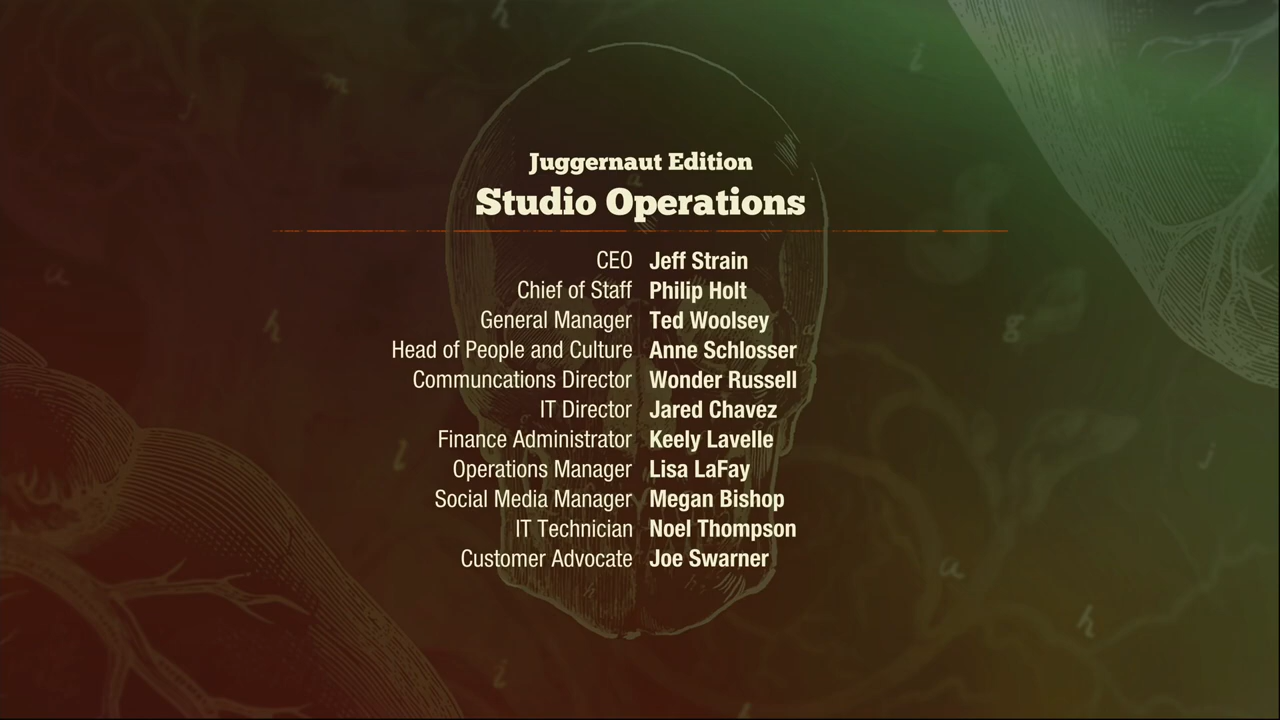 Juggernaut Edition
Studio Operations
CEO Jeff Strain
Chief of Staff Philip Holt
General Manager Ted Woolsey
Head of People and Culture Anne Schlosser
Communcations Director Wonder Russell
IT Director Jared Chavez
Finance Administrator Keely Lavelle
Operations Manager Lisa LaFay
Social Media Manager Megan Bishop
IT Technician Noel Thompson
Customer Advocate Joe Swarner